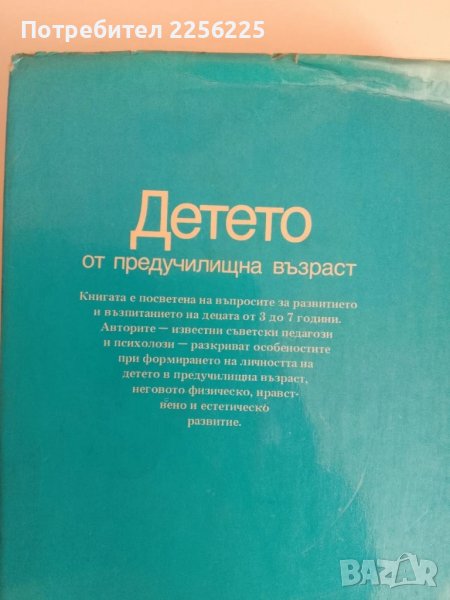 Потребител 2256225
Детето
от предучилищна възраст
Книгата е посветена на въпросите за развитието
и възпитанието на децата от 3 до 7 години.
Авторите — известни съветски педагози
и психолози — разкриват особеностите
при формирането на личността на
детето в предучилищна възраст,
неговото физическо, нравст-
вено и естетическо
развитие.
BAZAR